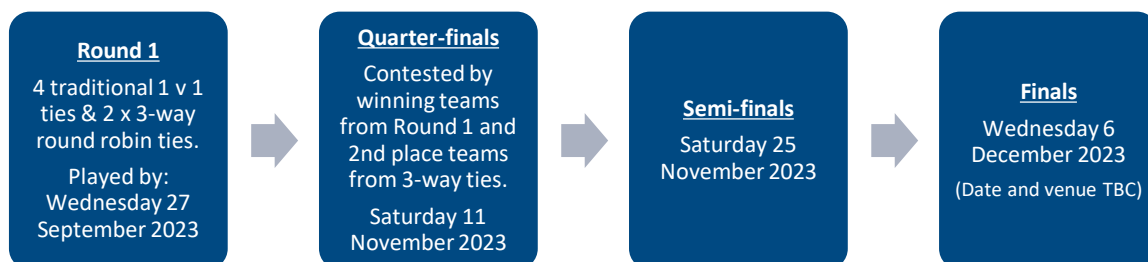 Round 1
4 traditional 1 v 1
ties & 2 x 3-way
round robin ties.
Played by:
Wednesday 27
September 2023
Quarter-finals
Contested by
winning teams
from Round 1 and
2nd place teams
from 3-way ties.
Saturday 11
November 2023
Semi-finals
Saturday 25
November 2023
Finals
Wednesday 6
December 2023
(Date and venue TBC)